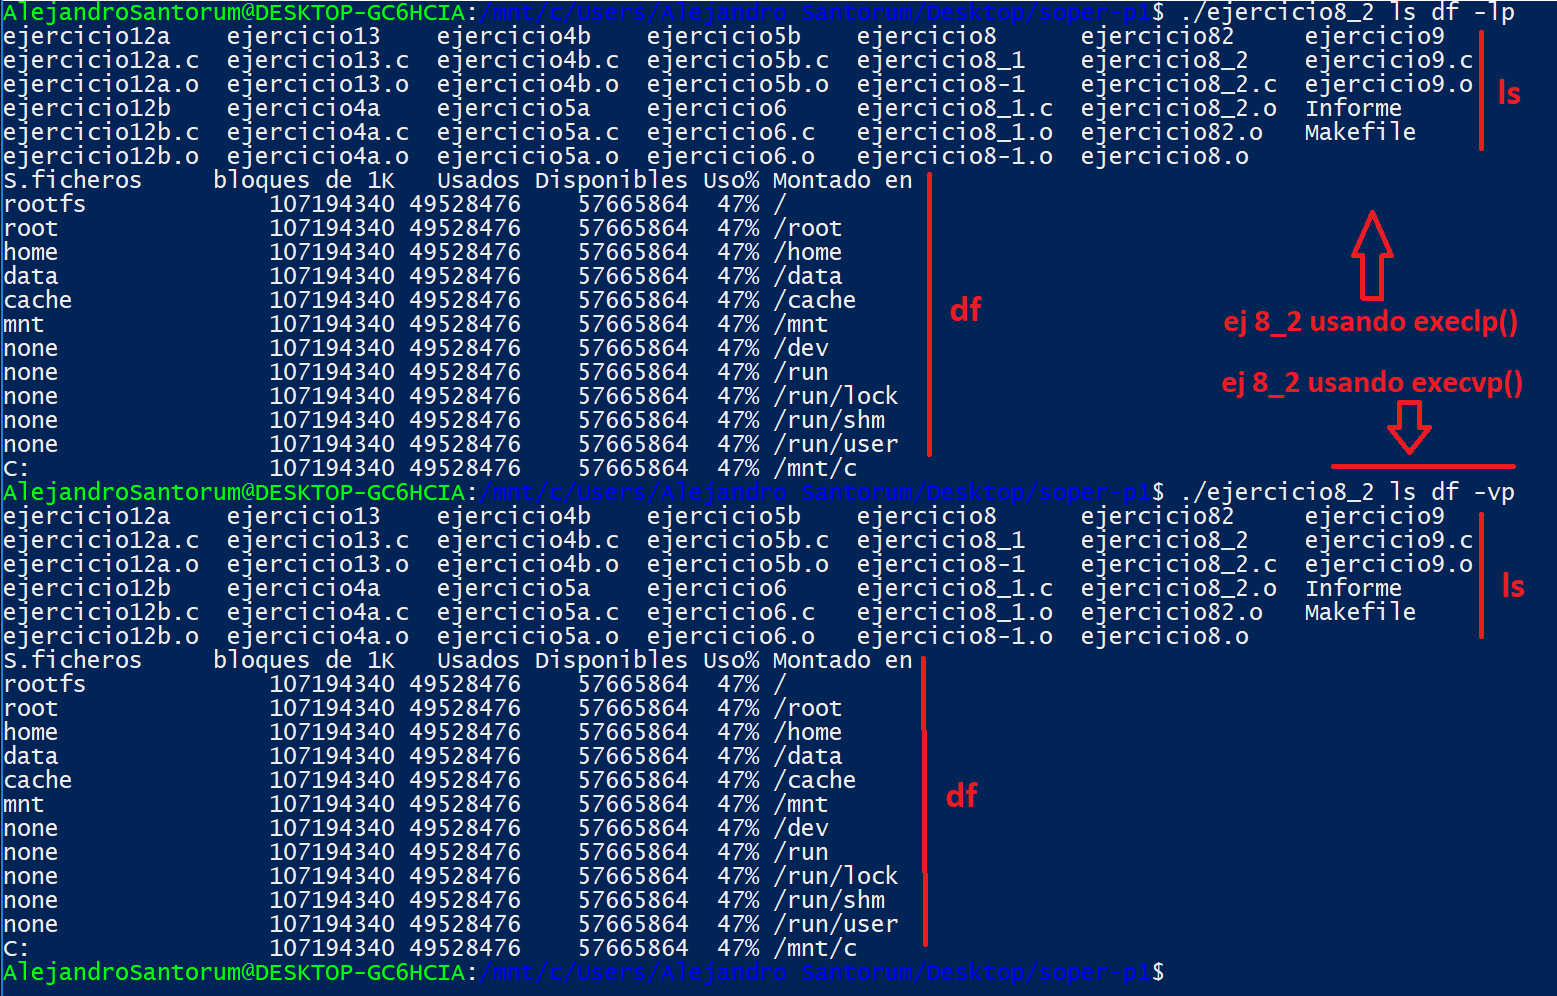 AlejandroSantorum@DESKTOP-GC6HCIA:/mnt/c/Users/Alejandro Santorum/Desktop/soper-p1$ ./ejercicio8_2 ls df -lp
ejercicio12a    ejercicio13    ejercicio4b    ejercicio5b    ejercicio8    ejercicio82    ejercicio9
ejercicio12a.c  ejercicio13.c  ejercicio4b.c  ejercicio5b.c  ejercicio8_1    ejercicio8_2    ejercicio9.c
ejercicio12a.o  ejercicio13.o  ejercicio4b.o  ejercicio5b.o  ejercicio8-1    ejercicio8_2.c  ejercicio9.o
ejercicio12b    ejercicio4a    ejercicio5a    ejercicio6    ejercicio8_1.c  ejercicio8_2.o  Informe
ls
ejercicio12b.c  ejercicio4a.c  ejercicio5a.c  ejercicio6.c  ejercicio8_1.o  ejercicio82.o  Makefile
ejercicio12b.o  ejercicio4a.o  ejercicio5a.o  ejercicio6.o  ejercicio8-1.o  ejercicio8.o
S.ficheros     bloques de 1K   Usados Disponibles Uso% Montado en
rootfs             107194340 49528476    57665864  47% /
root               107194340 49528476    57665864  47% /root
home               107194340 49528476    57665864  47% /home
data               107194340 49528476    57665864  47% /data
cache              107194340 49528476    57665864  47% /cache
df
mnt                107194340 49528476    57665864  47% /mnt
ej 8_2 usando execlp()
none               107194340 49528476    57665864  47% /dev
none               107194340 49528476    57665864  47% /run
ej 8_2 usando execvp()
none               107194340 49528476    57665864  47% /run/lock
none               107194340 49528476    57665864  47% /run/shm
none               107194340 49528476    57665864  47% /run/user
C:                 107194340 49528476    57665864  47% /mnt/c
AlejandroSantorum@DESKTOP-GC6HCIA:/mnt/c/Users/Alejandro Santorum/Desktop/soper-p1$ ./ejercicio8_2 ls df -vp
ejercicio12a    ejercicio13    ejercicio4b    ejercicio5b    ejercicio8    ejercicio82    ejercicio9
ejercicio12a.c  ejercicio13.c  ejercicio4b.c  ejercicio5b.c  ejercicio8_1    ejercicio8_2    ejercicio9.c
ejercicio12a.o  ejercicio13.o  ejercicio4b.o  ejercicio5b.o  ejercicio8-1    ejercicio8_2.c  ejercicio9.o
ejercicio12b    ejercicio4a    ejercicio5a    ejercicio6    ejercicio8_1.c  ejercicio8_2.o  Informe
ls
ejercicio12b.c  ejercicio4a.c  ejercicio5a.c  ejercicio6.c  ejercicio8_1.o  ejercicio82.o  Makefile
ejercicio12b.o  ejercicio4a.o  ejercicio5a.o  ejercicio6.o  ejercicio8-1.o  ejercicio8.o
S.ficheros     bloques de 1K   Usados Disponibles Uso% Montado en
rootfs             107194340 49528476    57665864  47% /
root               107194340 49528476    57665864  47% /root
home               107194340 49528476    57665864  47% /home
data               107194340 49528476    57665864  47% /data
cache              107194340 49528476    57665864  47% /cache
df
mnt                107194340 49528476    57665864  47% /mnt
none               107194340 49528476    57665864  47% /dev
none               107194340 49528476    57665864  47% /run
none               107194340 49528476    57665864  47% /run/lock
none               107194340 49528476    57665864  47% /run/shm
none               107194340 49528476    57665864  47% /run/user
C:                 107194340 49528476    57665864  47% /mnt/c
AlejandroSantorum@DESKTOP-GC6HCIA:/mnt/c/Users/Alejandro Santorum/Desktop/soper-p1$